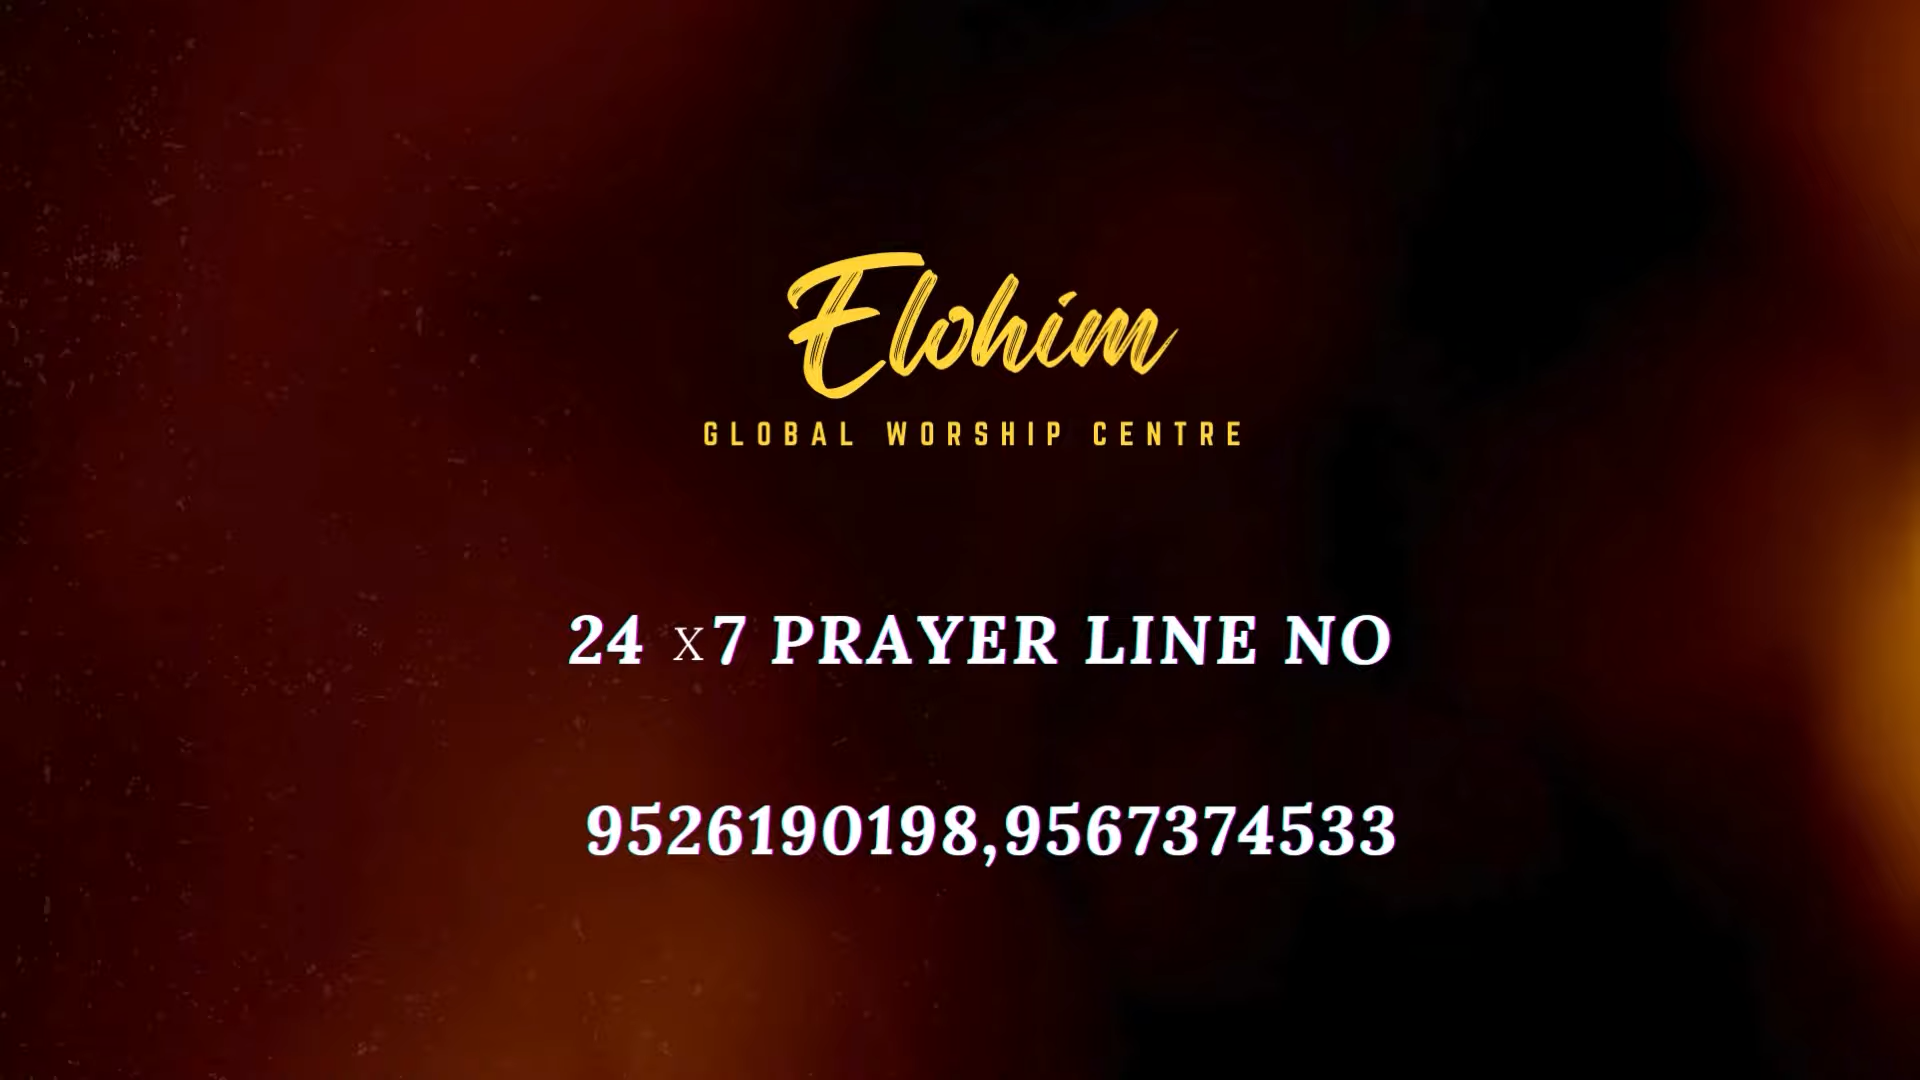 Elohim
GLOBAL WORSHIP CENTRE
24 x7 PRAYER LINE NO
9526190198,9567374533